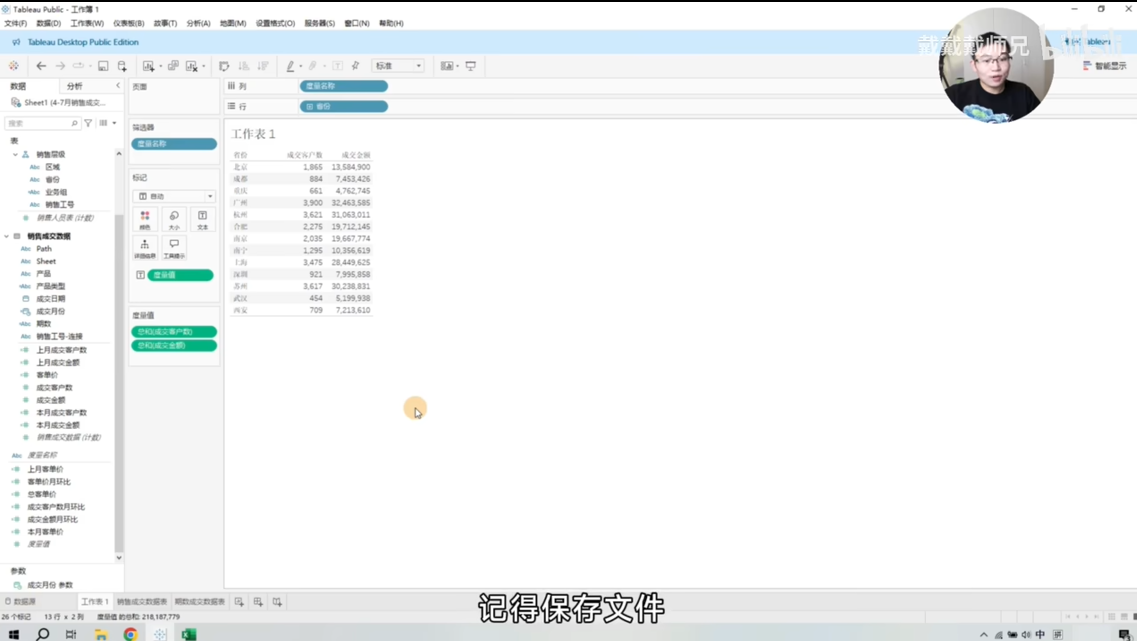 Tableau Public - 工作簿 1
文件(F) 数据(D) 工作表(W) 仪表板(B) 故事(T) 分析(A) 地图(M) 设置格式(O) 服务器(S) 窗口(N) 帮助(H)
Tableau Desktop Public Edition
戴戴戴师兄
标准
智能显示
数据 分析
Sheet1 (4-7月销售成交...
搜索
表
销售层级
Abc 区域
Abc 省份
Abc 业务组
Abc 销售工号
销售人员表 (计数)
销售成交数据
Abc Path
Abc Sheet
Abc 产品
Abc 产品类型
成交日期
成交月份
Abc 期数
Abc 销售工号-连接
上月成交客户数
上月成交金额
客单价
成交客户数
成交金额
本月成交客户数
本月成交金额
销售成交数据 (计数)
Abc 度量名称
上月客单价
客单价月环比
总客单价
成交客户数月环比
成交金额月环比
本月客单价
度量值
参数
成交月份 参数
页面
筛选器
度量名称
标记
自动
颜色 大小 文本
详细信息 工具提示
度量值
度量值
总和(成交客户数)
总和(成交金额)
列 度量名称
行 省份
工作表 1
省份 成交客户数 成交金额
北京 1,865 13,584,900
成都 884 7,453,426
重庆 661 4,762,745
广州 3,900 32,463,585
杭州 3,621 31,063,011
合肥 2,275 19,712,145
南京 2,035 19,667,774
南宁 1,295 10,356,619
上海 3,475 28,449,625
深圳 921 7,995,858
苏州 3,617 30,238,831
武汉 454 5,199,938
西安 709 7,213,610
数据源 工作表 1 销售成交数据表 期数成交数据表
记得保存文件
26 个标记 13 行 x 2 列 度量值 的总和: 218,187,779
中 拼